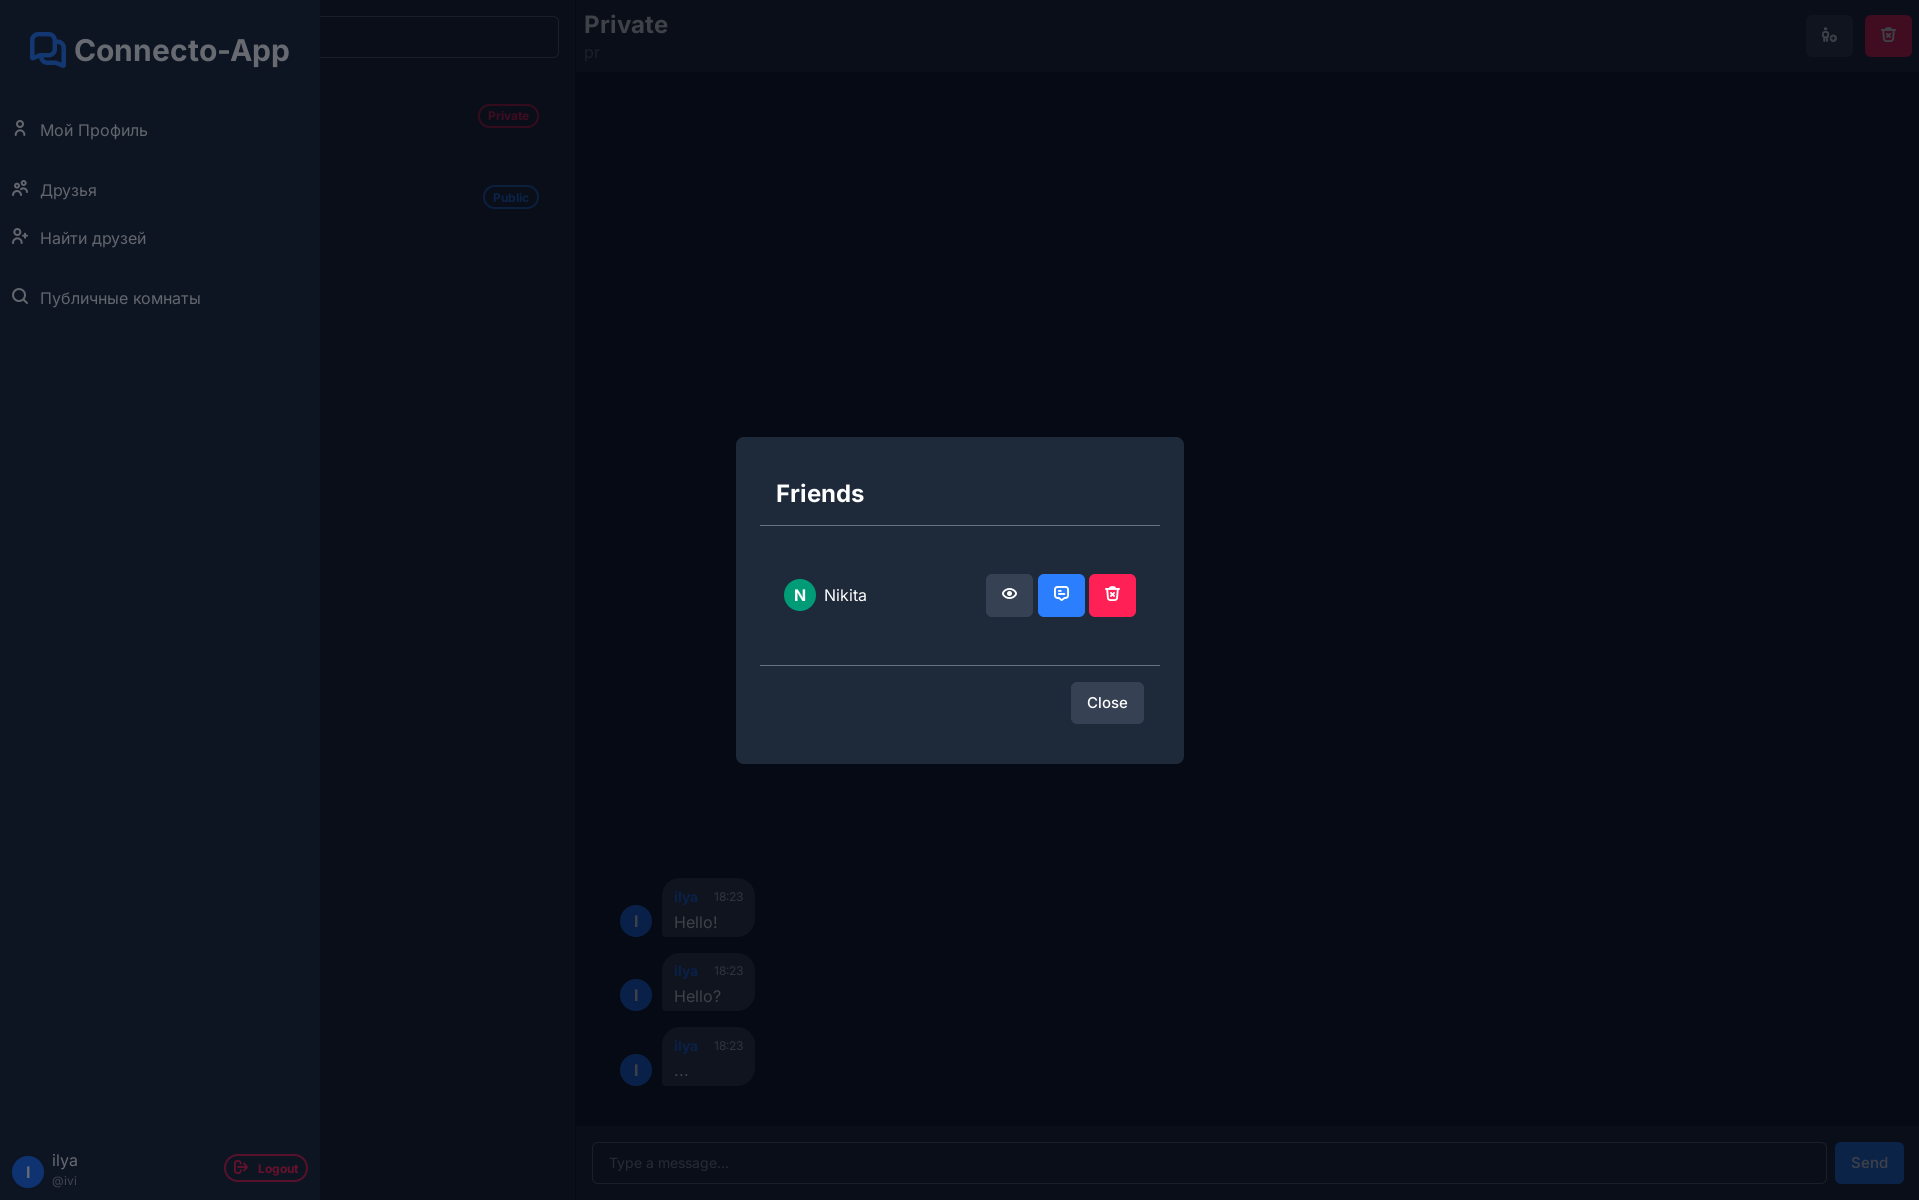 Connecto-App
Мой Профиль
Друзья
Найти друзей
Публичные комнаты
ilya
@ivi
Logout
Private
Public
Private
pr
Friends
N
Nikita
Close
ilya 18:23
I
Hello!
ilya 18:23
I
Hello?
ilya 18:23
I
...
Type a message...
Send
I